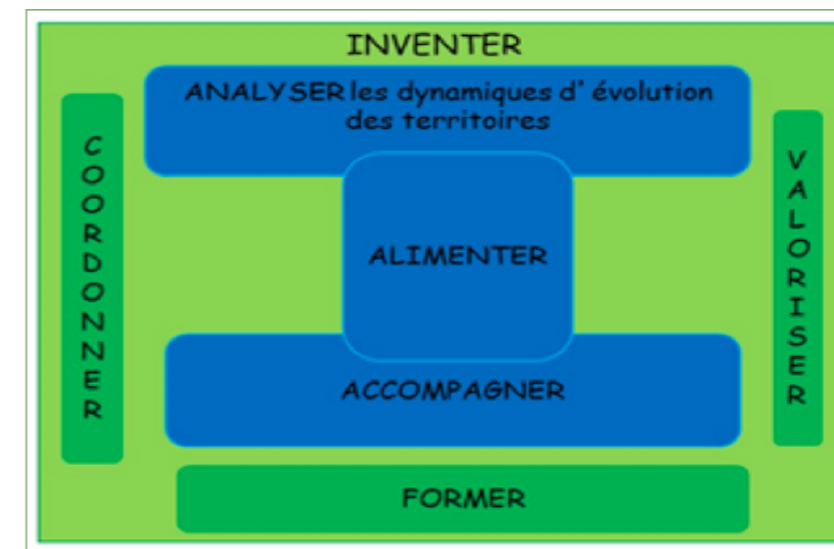 INVENTER
ANALYSER les dynamiques d' évolution
des territoires
COORDONNER
VALORISER
ALIMENTER
ACCOMPAGNER
FORMER